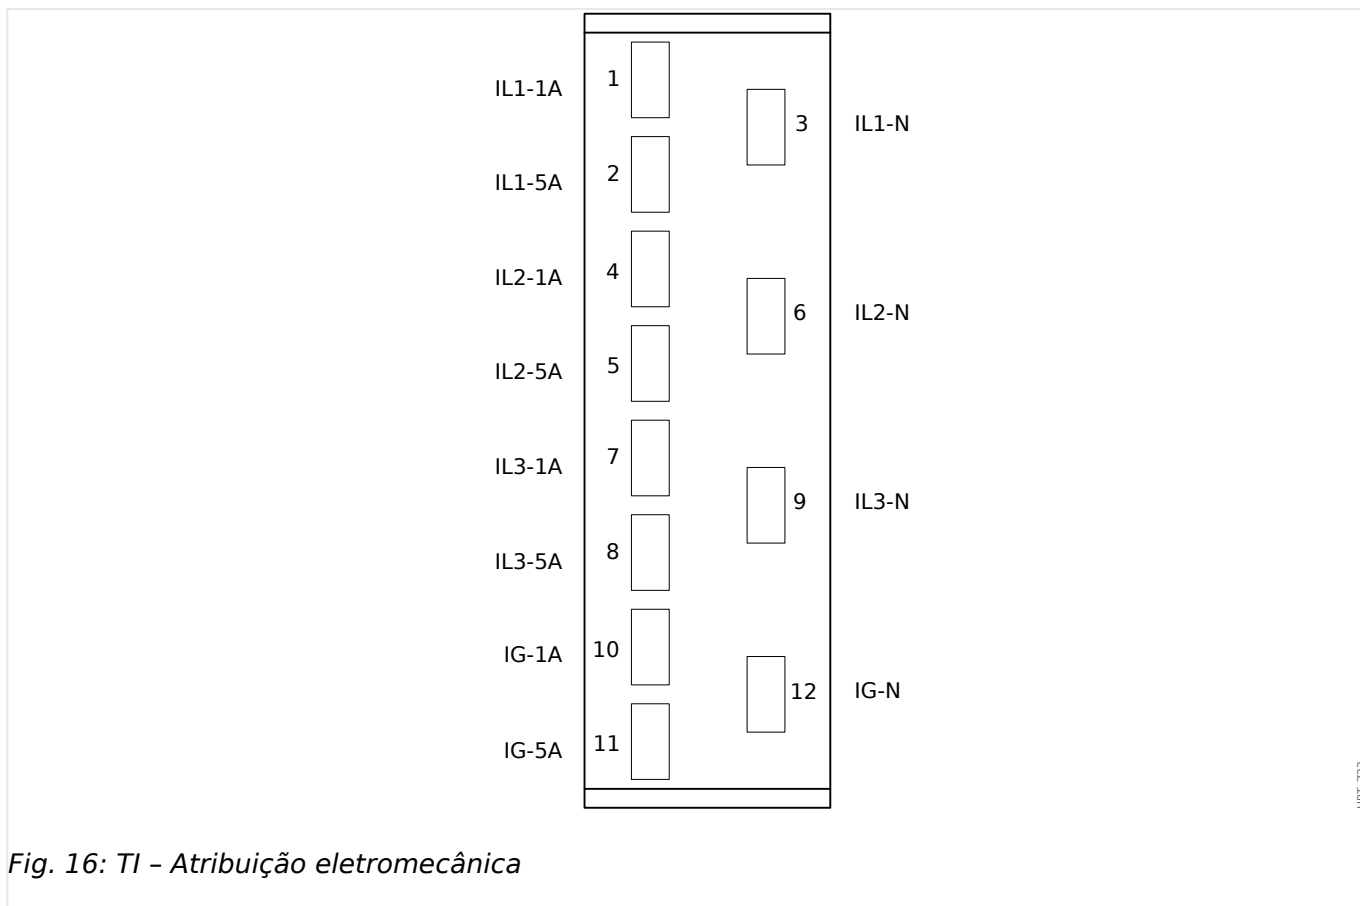 IL1-1A 1
3 IL1-N
IL1-5A 2
IL2-1A 4
6 IL2-N
IL2-5A 5
IL3-1A 7
9 IL3-N
IL3-5A 8
IG-1A 10
12 IG-N
IG-5A 11
Fig. 16: TI – Atribuição eletromecânica